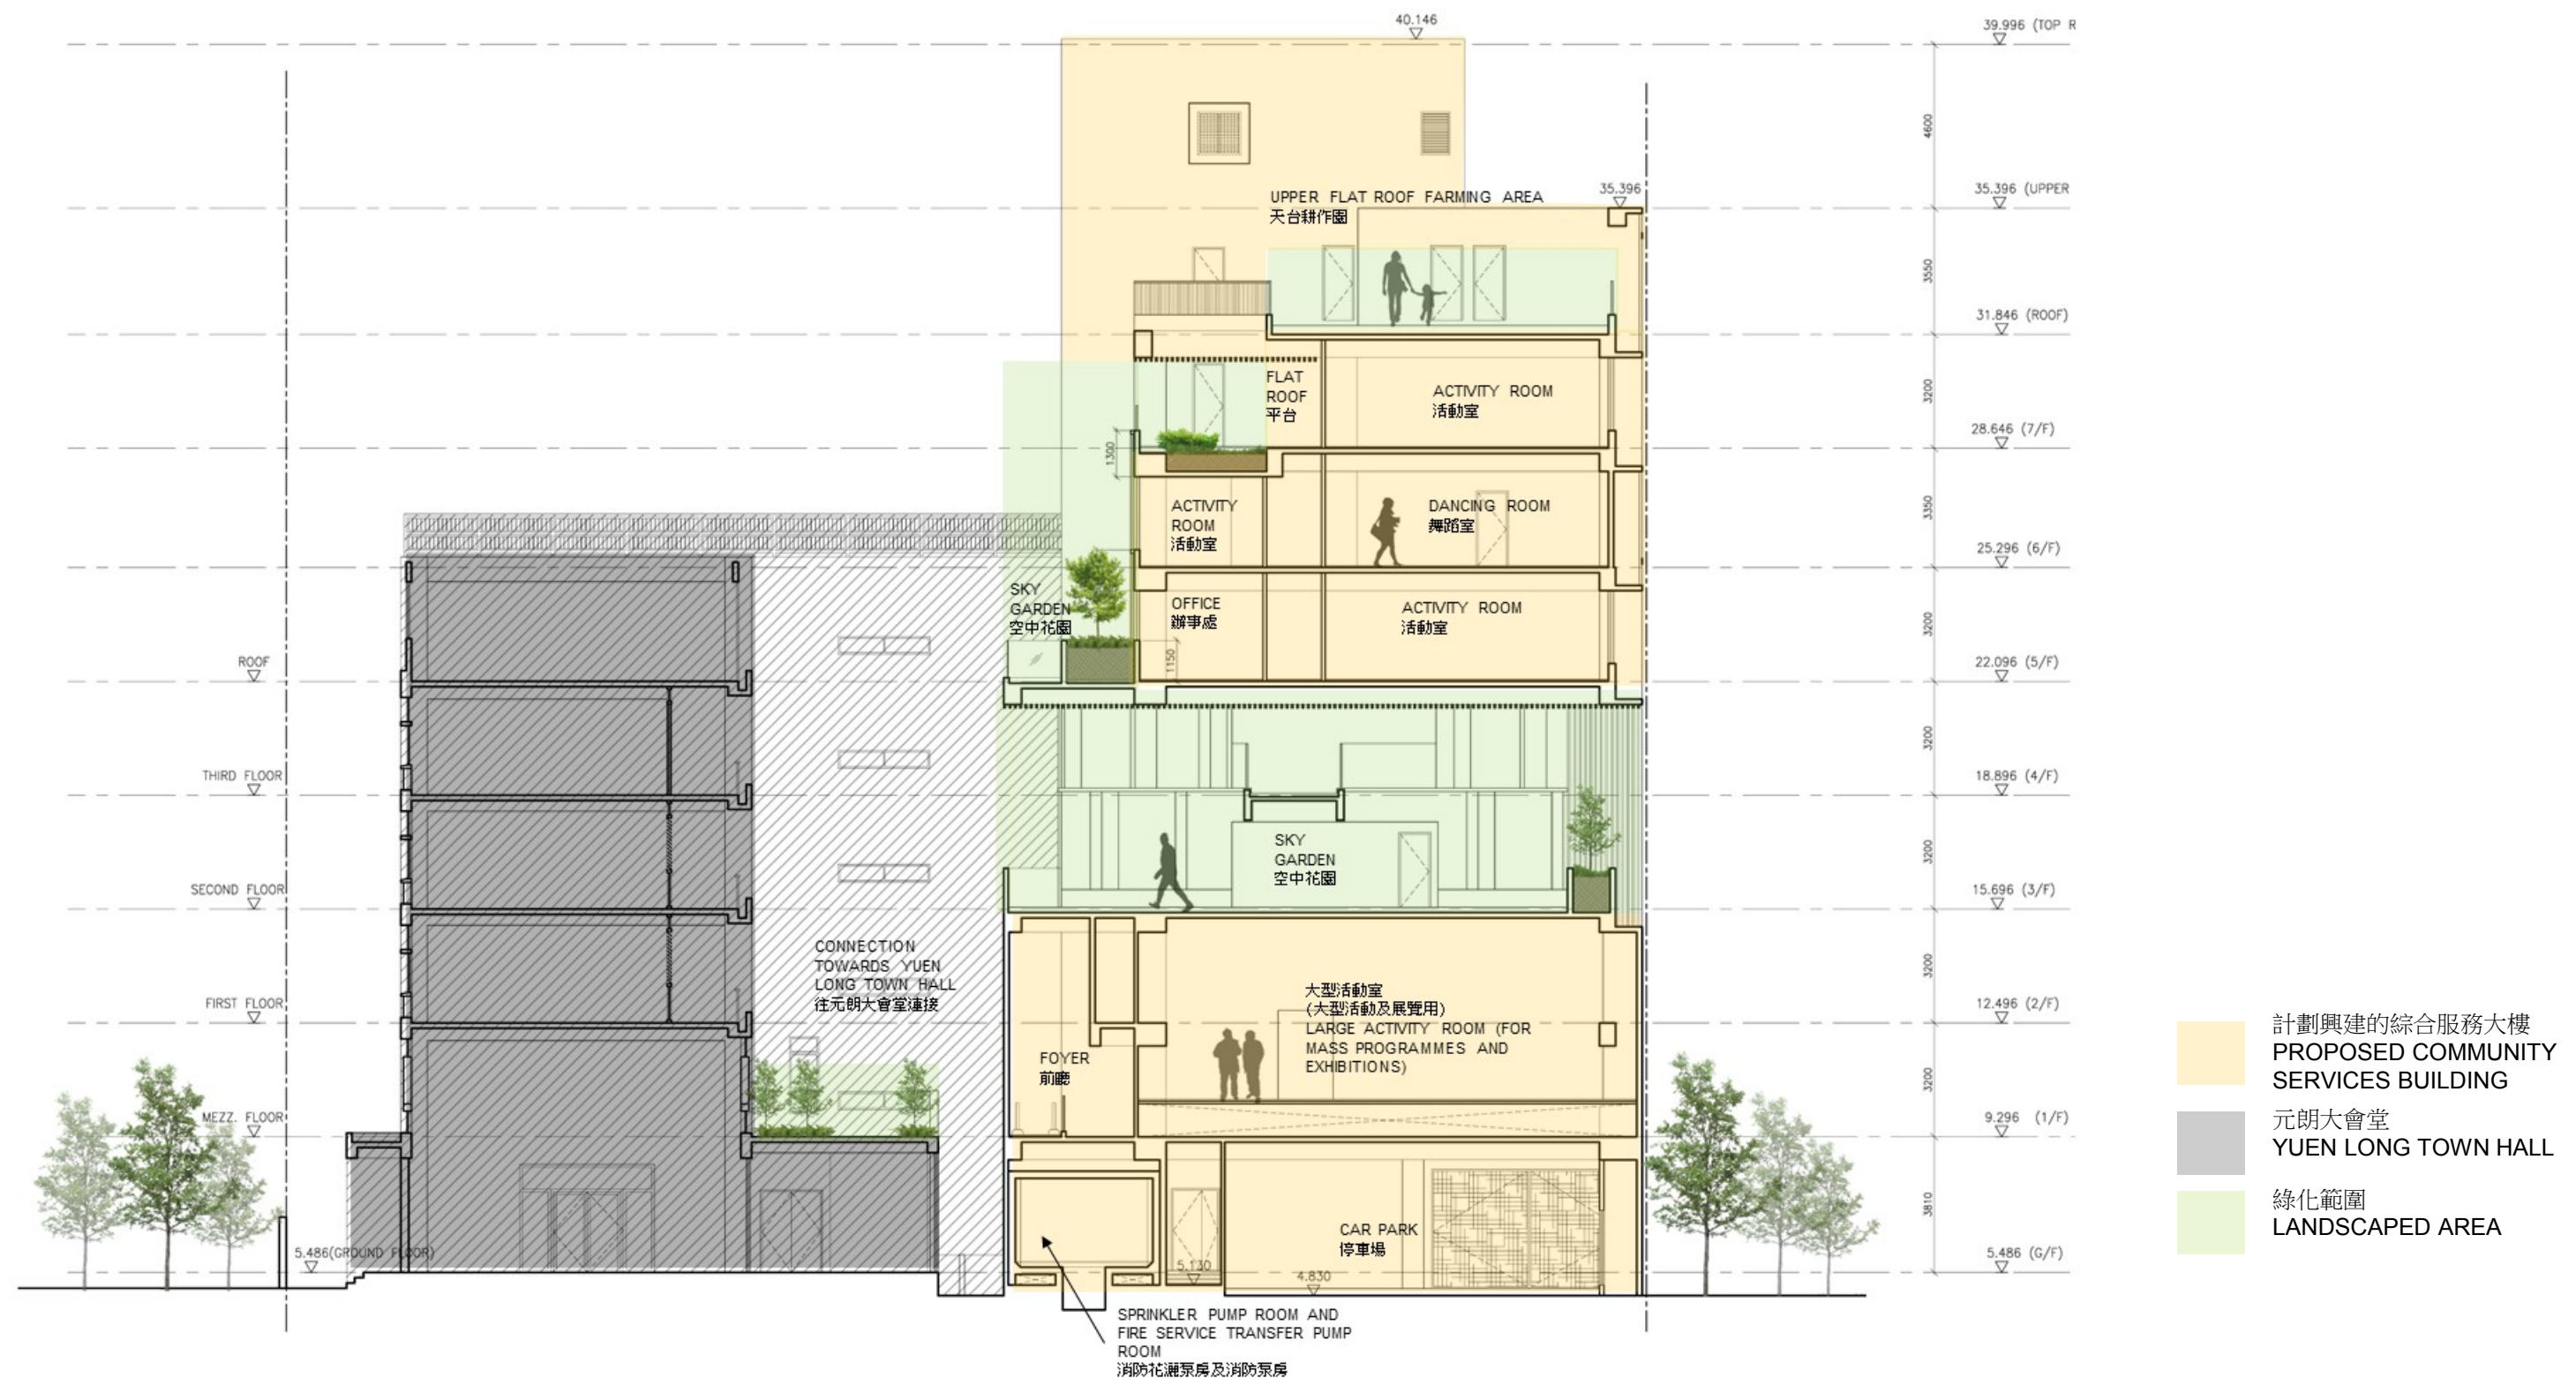 40.146
39.996 (TOP R
4600
UPPER FLAT ROOF FARMING AREA
天台耕作園
35.396
35.396 (UPPER
3550
31.846 (ROOF)
FLAT
ROOF
平台
ACTIVITY ROOM
活動室
3200
1300
28.646 (7/F)
ACTIVITY
ROOM
活動室
DANCING ROOM
舞蹈室
3350
25.296 (6/F)
SKY
GARDEN
空中花園
OFFICE
辦事處
1150
ACTIVITY ROOM
活動室
3200
ROOF
22.096 (5/F)
3200
THIRD FLOOR
18.896 (4/F)
SKY
GARDEN
空中花園
3200
SECOND FLOOR
15.696 (3/F)
CONNECTION
TOWARDS YUEN
LONG TOWN HALL
往元朗大會堂連接
3200
FIRST FLOOR
12.496 (2/F)
大型活動室
(大型活動及展覽用)
LARGE ACTIVITY ROOM (FOR
MASS PROGRAMMES AND
EXHIBITIONS)
FOYER
前廳
3200
MEZZ. FLOOR
9.296 (1/F)
3810
CAR PARK
停車場
5.486(GROUND FLOOR)
5.130
4.830
5.486 (G/F)
SPRINKLER PUMP ROOM AND
FIRE SERVICE TRANSFER PUMP
ROOM
消防花灑泵房及消防泵房
計劃興建的綜合服務大樓
PROPOSED COMMUNITY
SERVICES BUILDING
元朗大會堂
YUEN LONG TOWN HALL
綠化範圍
LANDSCAPED AREA